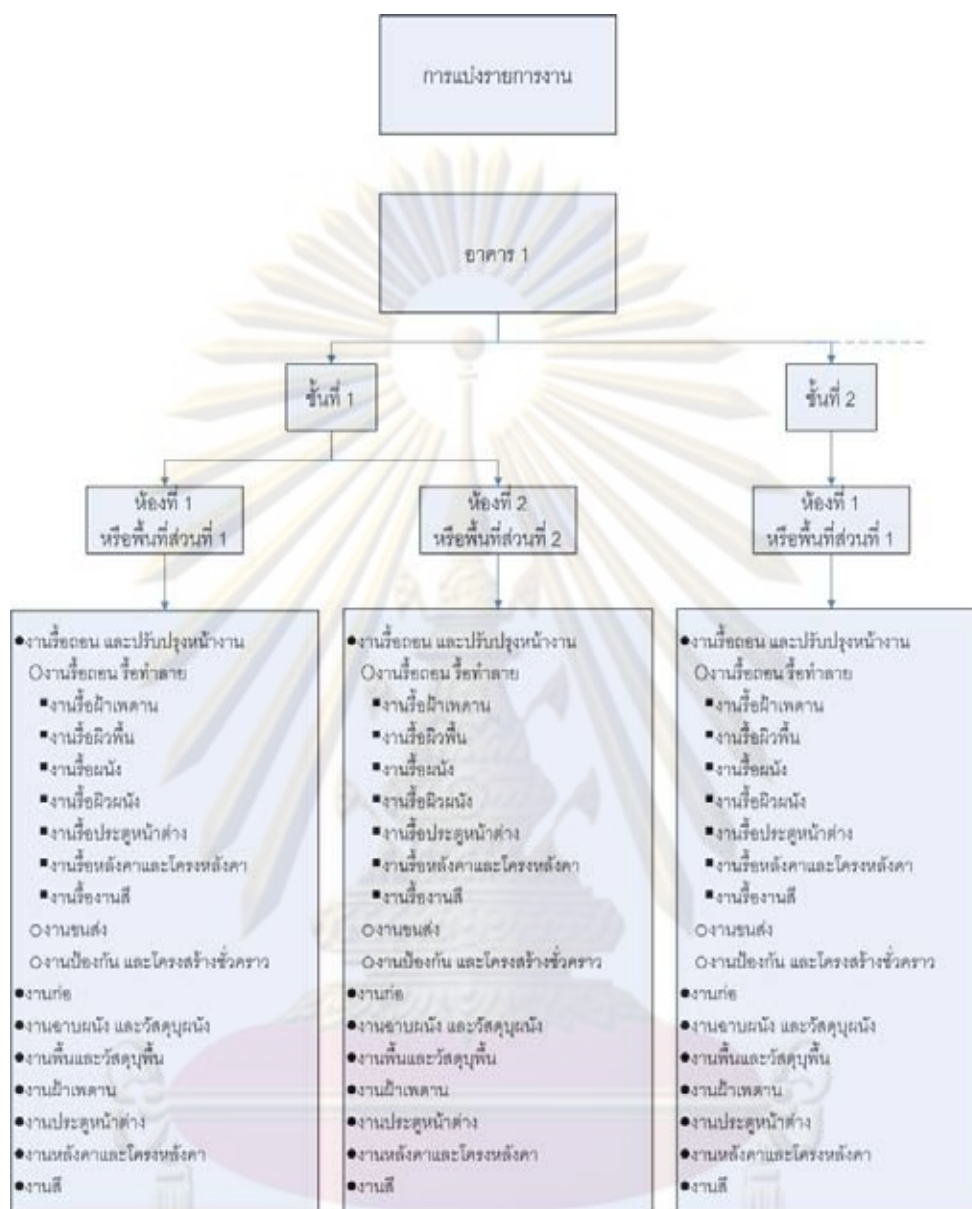 การแบ่งรายการงาน
อาคาร 1
ชั้นที่ 1
ชั้นที่ 2
ห้องที่ 1
หรือพื้นที่ส่วนที่ 1
ห้องที่ 2
หรือพื้นที่ส่วนที่ 2
ห้องที่ 1
หรือพื้นที่ส่วนที่ 1
●งานรื้อถอน และปรับปรุงหน้างาน
○งานรื้อถอน รื้อทำลาย
▪งานรื้อฝ้าเพดาน
▪งานรื้อผิวพื้น
▪งานรื้อผนัง
▪งานรื้อผิวผนัง
▪งานรื้อประตูหน้าต่าง
▪งานรื้อหลังคาและโครงหลังคา
▪งานรื้องานสี
○งานขนส่ง
○งานป้องกัน และโครงสร้างชั่วคราว
●งานก่อ
●งานฉาบผนัง และวัสดุบุผนัง
●งานพื้นและวัสดุบุพื้น
●งานฝ้าเพดาน
●งานประตูหน้าต่าง
●งานหลังคาและโครงหลังคา
●งานสี
●งานรื้อถอน และปรับปรุงหน้างาน
○งานรื้อถอน รื้อทำลาย
▪งานรื้อฝ้าเพดาน
▪งานรื้อผิวพื้น
▪งานรื้อผนัง
▪งานรื้อผิวผนัง
▪งานรื้อประตูหน้าต่าง
▪งานรื้อหลังคาและโครงหลังคา
▪งานรื้องานสี
○งานขนส่ง
○งานป้องกัน และโครงสร้างชั่วคราว
●งานก่อ
●งานฉาบผนัง และวัสดุบุผนัง
●งานพื้นและวัสดุบุพื้น
●งานฝ้าเพดาน
●งานประตูหน้าต่าง
●งานหลังคาและโครงหลังคา
●งานสี
●งานรื้อถอน และปรับปรุงหน้างาน
○งานรื้อถอน รื้อทำลาย
▪งานรื้อฝ้าเพดาน
▪งานรื้อผิวพื้น
▪งานรื้อผนัง
▪งานรื้อผิวผนัง
▪งานรื้อประตูหน้าต่าง
▪งานรื้อหลังคาและโครงหลังคา
▪งานรื้องานสี
○งานขนส่ง
○งานป้องกัน และโครงสร้างชั่วคราว
●งานก่อ
●งานฉาบผนัง และวัสดุบุผนัง
●งานพื้นและวัสดุบุพื้น
●งานฝ้าเพดาน
●งานประตูหน้าต่าง
●งานหลังคาและโครงหลังคา
●งานสี